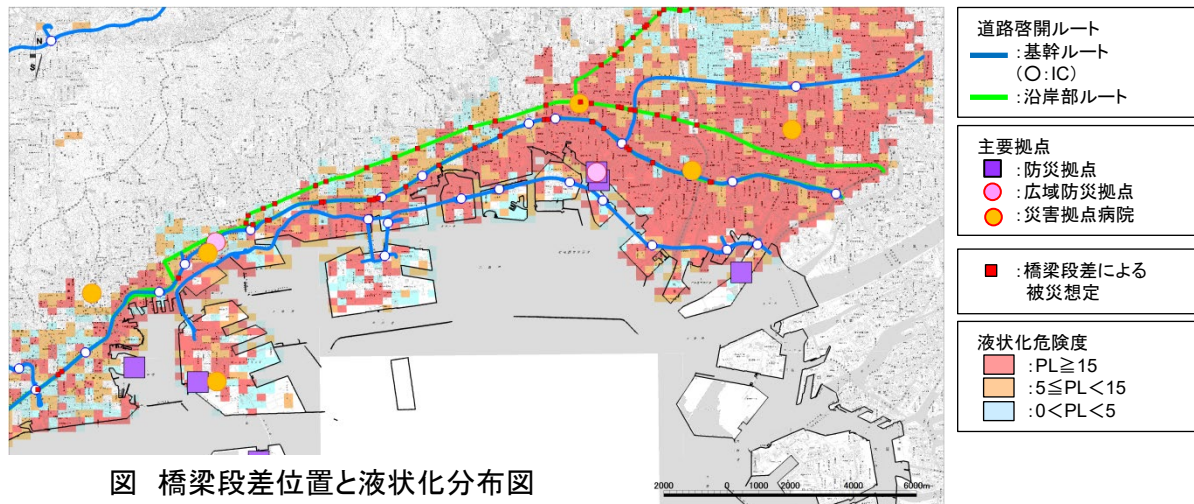 N
S
道路啓開ルート
:基幹ルート
(○:IC)
:沿岸部ルート
主要拠点
:防災拠点
:広域防災拠点
:災害拠点病院
:橋梁段差による
被災想定
液状化危険度
:PL≧15
:5≦PL<15
:0<PL<5
図 橋梁段差位置と液状化分布図
2000 0 1000 2000 4000 6000m